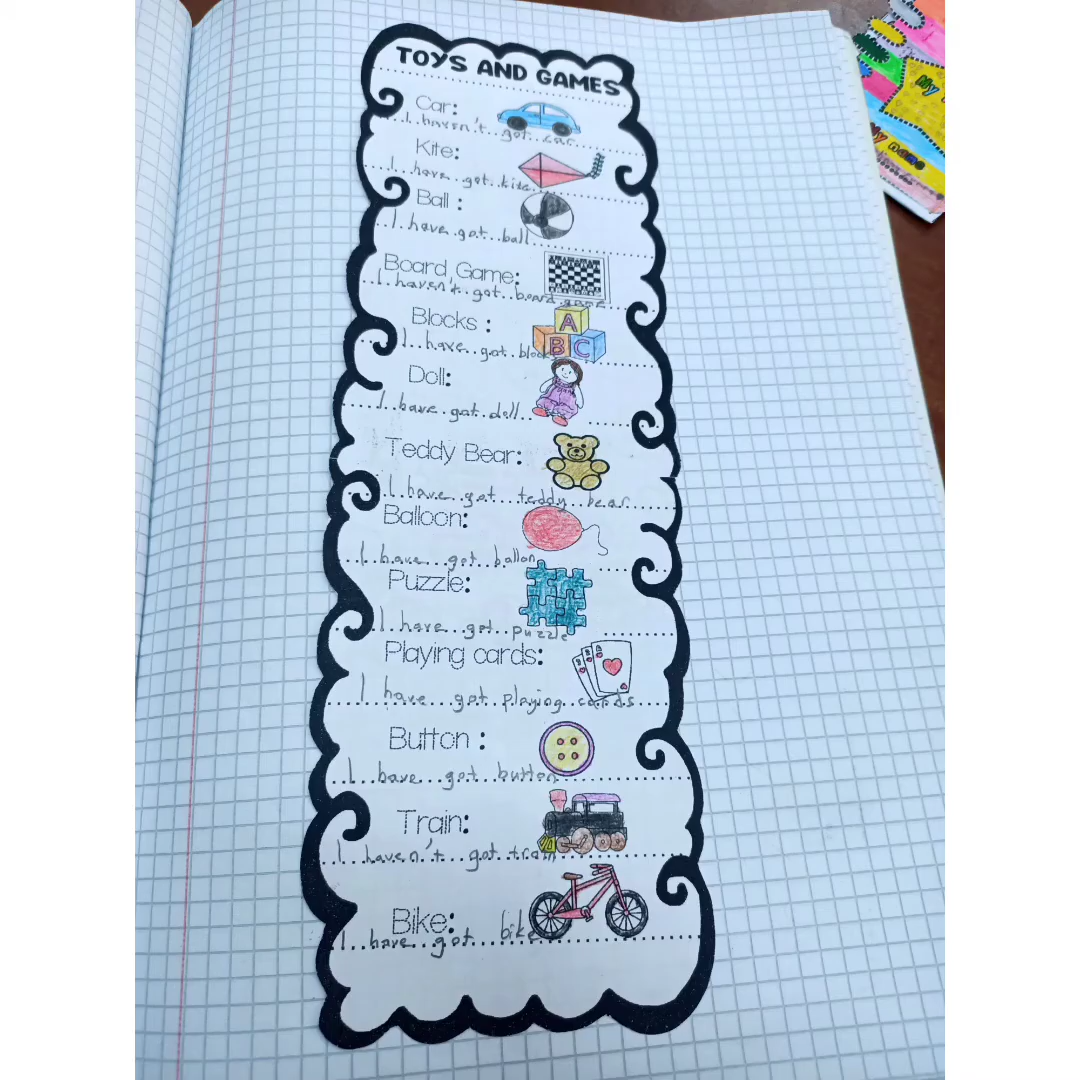 TOYS AND GAMES
Car:
I haven't got car
Kite:
I have got kite
Ball :
I have got ball
Board Game:
I haven't got board game
Blocks :
A
B C
I have got blocks
Doll:
I have got doll
Teddy Bear:
I have got teddy bear
Balloon:
I have got ballon
Puzzle:
I have got puzzle
Playing cards:
I have got playing cards
Button :
I have got button
Train:
I haven't got train
Bike:
I have got bike
My
My name